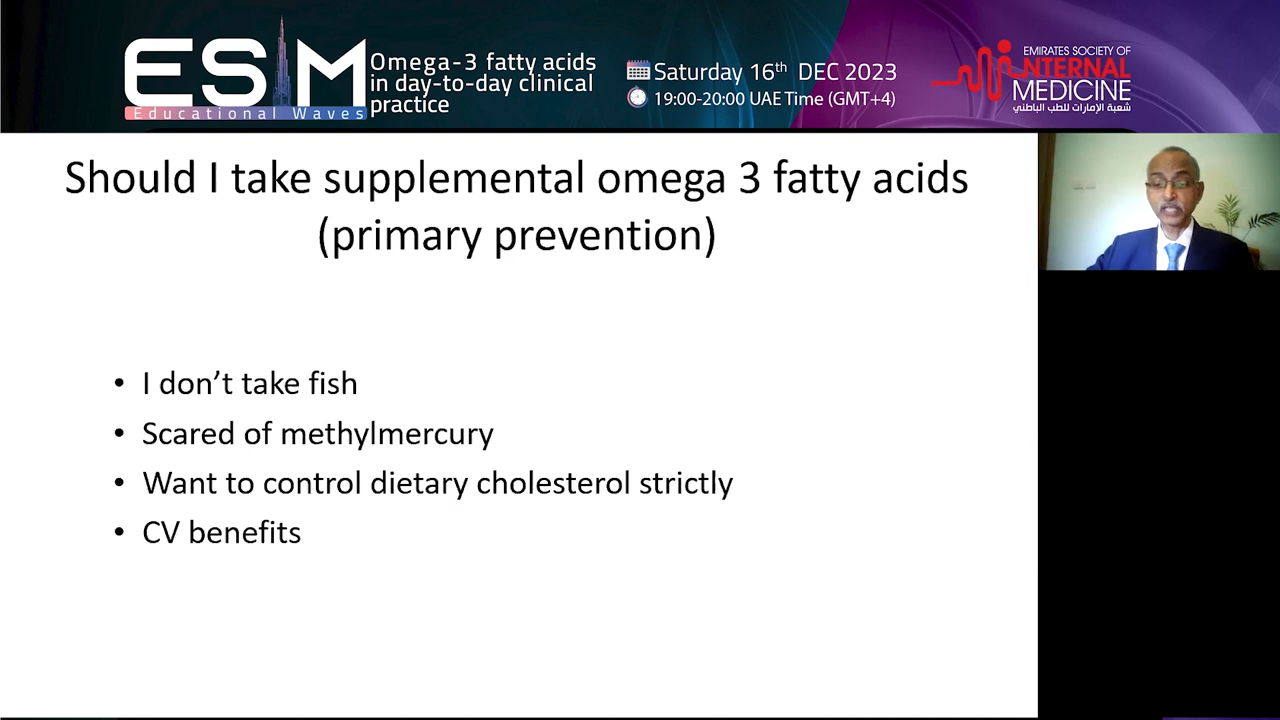 ESIM
Educational Waves
Omega-3 fatty acids
in day-to-day clinical
practice
Saturday 16th DEC 2023
19:00-20:00 UAE Time (GMT+4)
EMIRATES SOCIETY OF
INTERNAL
MEDICINE
شعبة الإمارات للطب الباطني
Should I take supplemental omega 3 fatty acids
(primary prevention)
• I don’t take fish
• Scared of methylmercury
• Want to control dietary cholesterol strictly
• CV benefits